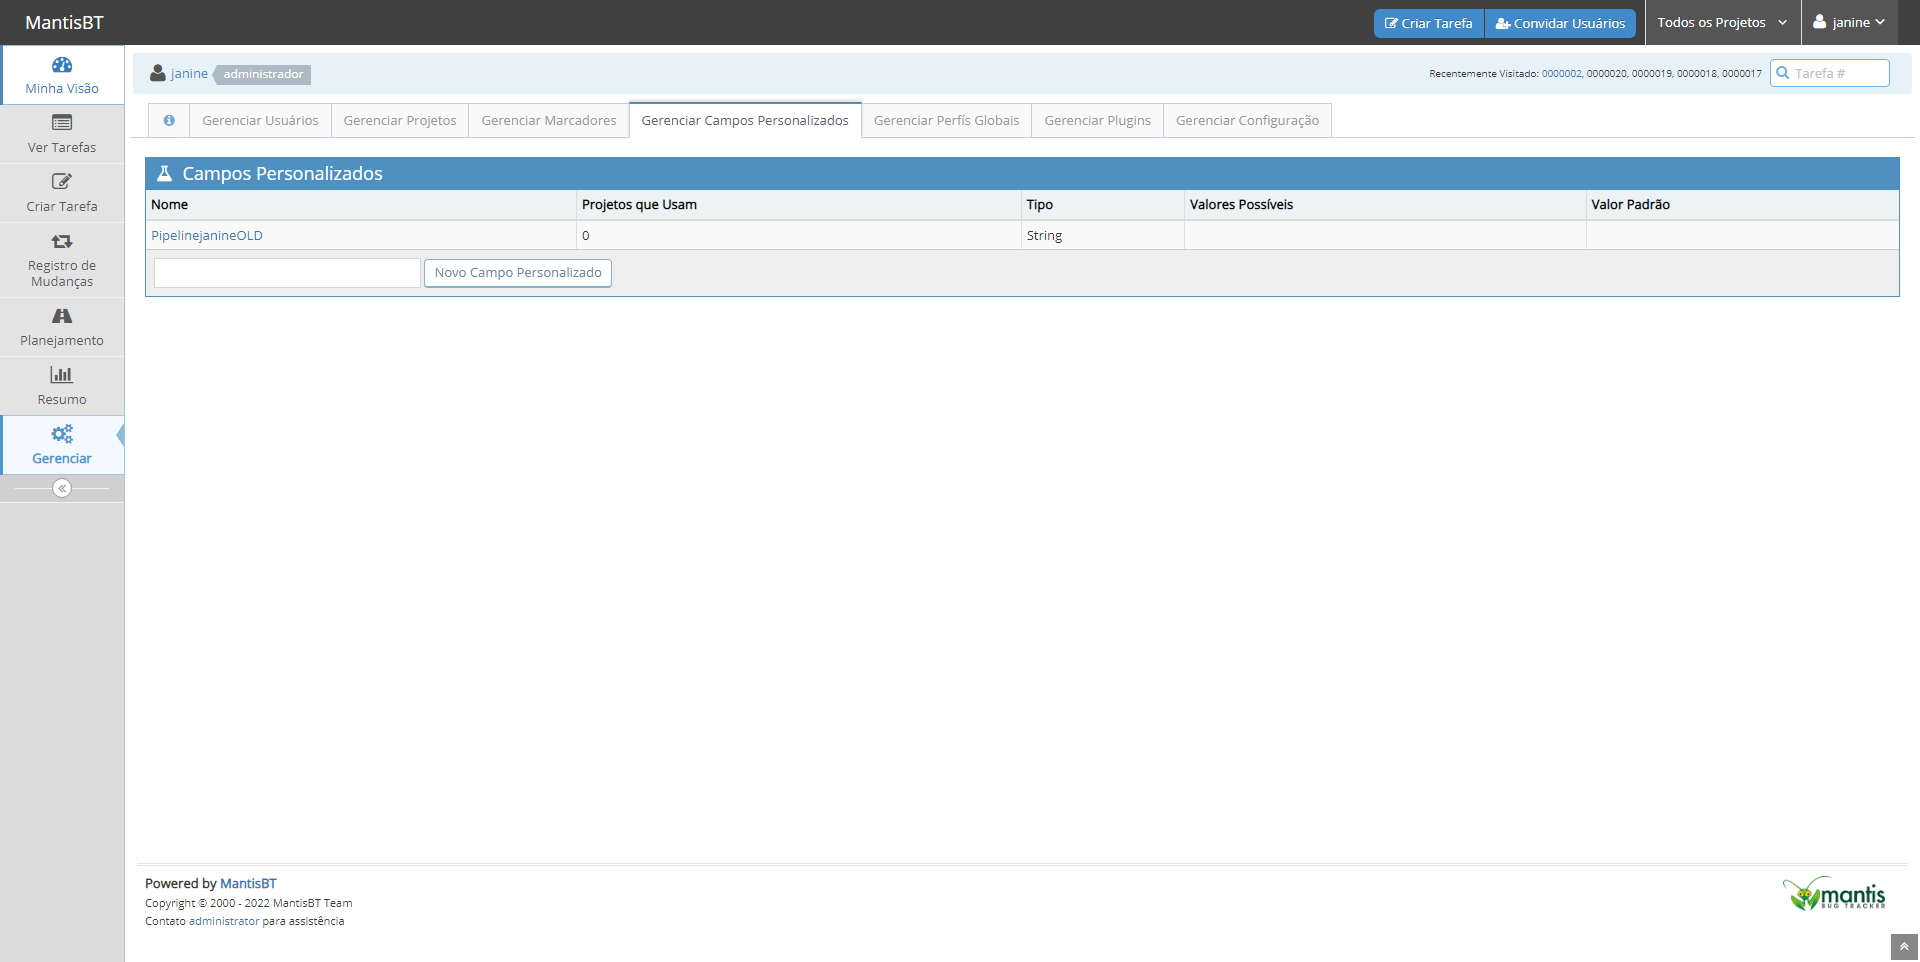 MantisBT
Criar Tarefa
Convidar Usuários
Todos os Projetos
janine
Minha Visão
Ver Tarefas
Criar Tarefa
Registro de
Mudanças
Planejamento
Resumo
Gerenciar
janine
administrador
Recentemente Visitado: 0000002, 0000020, 0000019, 0000018, 0000017
Tarefa #
Gerenciar Usuários
Gerenciar Projetos
Gerenciar Marcadores
Gerenciar Campos Personalizados
Gerenciar Perfís Globais
Gerenciar Plugins
Gerenciar Configuração
Campos Personalizados
Nome Projetos que Usam Tipo Valores Possíveis Valor Padrão
PipelinejanineOLD 0 String
Novo Campo Personalizado
Powered by MantisBT
Copyright © 2000 - 2022 MantisBT Team
Contato administrator para assistência
mantis
BUG TRACKER